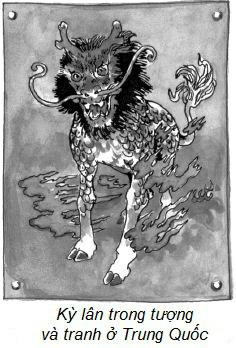 Kỳ lân trong tượng
và tranh ở Trung Quốc